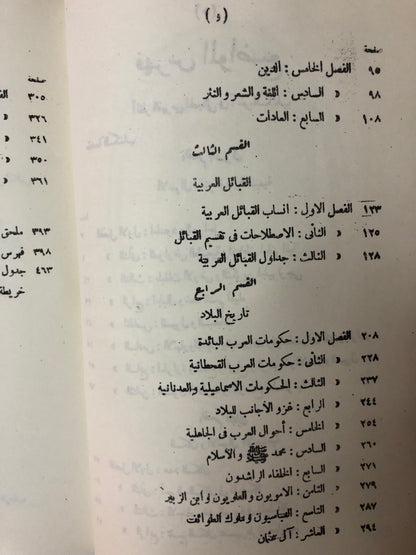 ( و )
صفحة
الفصل الخامس : الدين ٩٥
» السادس : اللغة والشعر والنثر ٩٨
» السابع : العادات ١٠٨
القسم الثالث
القبائل العربية
الفصل الاول : انساب القبائل العربية ١٢٣
» الثانى : الاصطلاحات فى تقسيم القبائل ١٢٥
» الثالث : جداول القبائل العربية ١٢٨
القسم الرابع
تاريخ البلاد
الفصل الاول : حكومات العرب البائدة ٢٠٨
» الثانى : حكومات العرب القحطانية ٢٢٨
» الثالث : الحكومات الاسماعيلية والعدنانية ٢٣٧
» الرابع : غزو الأجانب للبلاد ٢٤٤
» الخامس : أحوال العرب فى الجاهلية ٢٥٤
» السادس : محمد ﷺ والأسلام ٢٦٠
» السابع : الخلفاء الراشدون ٢٧١
» الثامن : الامويون والعلويون وابن الزبير ٢٧٩
» التاسع : العباسيون وملوك الطوائف ٢٨٧
» العاشر : آل عثمان ٢٩٤
صفحة
٣٠٥
» ٣٢٦
» ٣٤١
» ٣٥٠
» ٣٦١
ملحق ٣٩٣
فهرس ٣٩٨
جدول ٤٦٣
خريطة